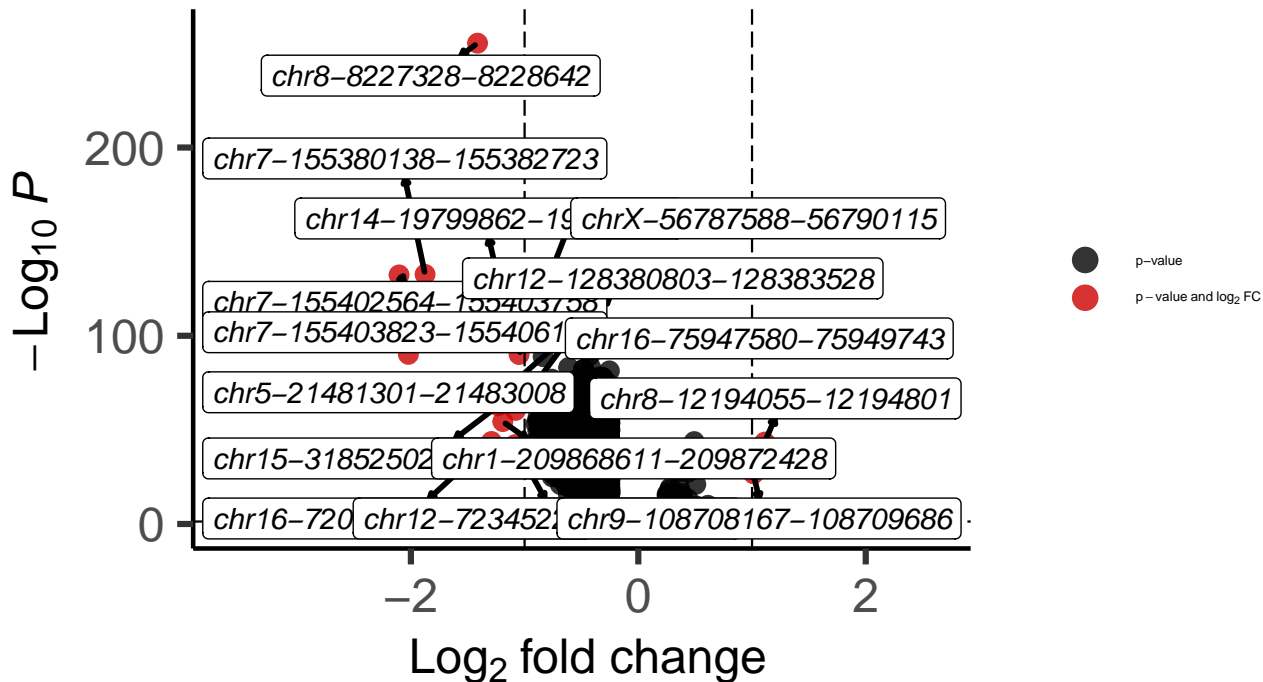 chr8−8227328−8228642
200
chr7−155380138−155382723
chr14−19799862−19
chrX−56787588−56790115
chr12−128380803−128383528
chr7−155402564−155403758
chr7−155403823−1554061
chr16−75947580−75949743
100
chr5−21481301−21483008
chr8−12194055−12194801
chr15−31852502
chr1−209868611−209872428
chr16−720
chr12−7234522
chr9−108708167−108709686
0
−2
0
2
−Log₁₀ P
Log₂ fold change
p−value
p − value and log₂ FC